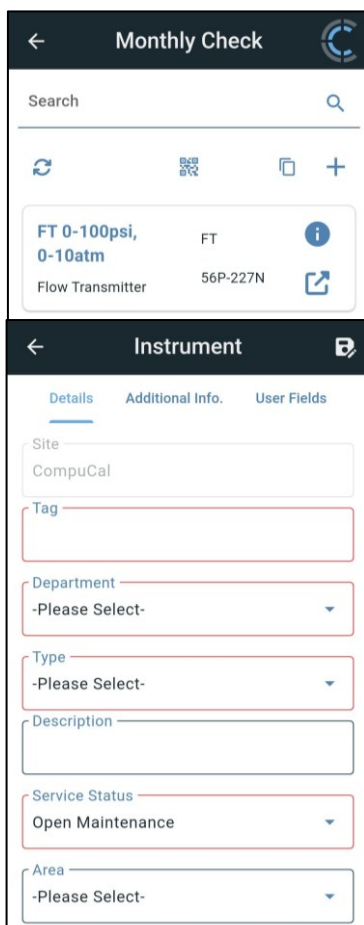 Monthly Check
Search
FT 0-100psi, FT
0-10atm
Flow Transmitter 56P-227N
Instrument
Details Additional Info. User Fields
Site
CompuCal
Tag
Department
-Please Select-
Type
-Please Select-
Description
Service Status
Open Maintenance
Area
-Please Select-